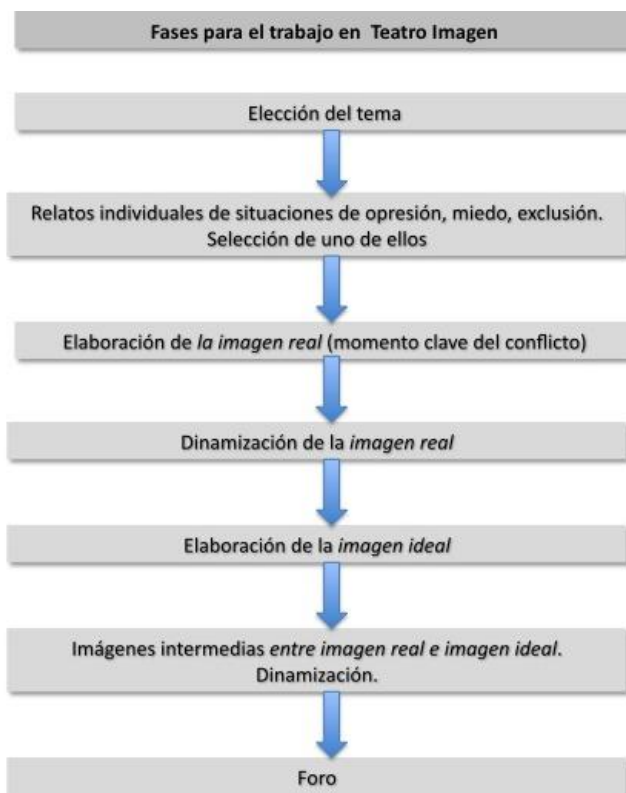 Fases para el trabajo en Teatro Imagen
Elección del tema
Relatos individuales de situaciones de opresión, miedo, exclusión.
Selección de uno de ellos
Elaboración de la imagen real (momento clave del conflicto)
Dinamización de la imagen real
Elaboración de la imagen ideal
Imágenes intermedias entre imagen real e imagen ideal.
Dinamización.
Foro